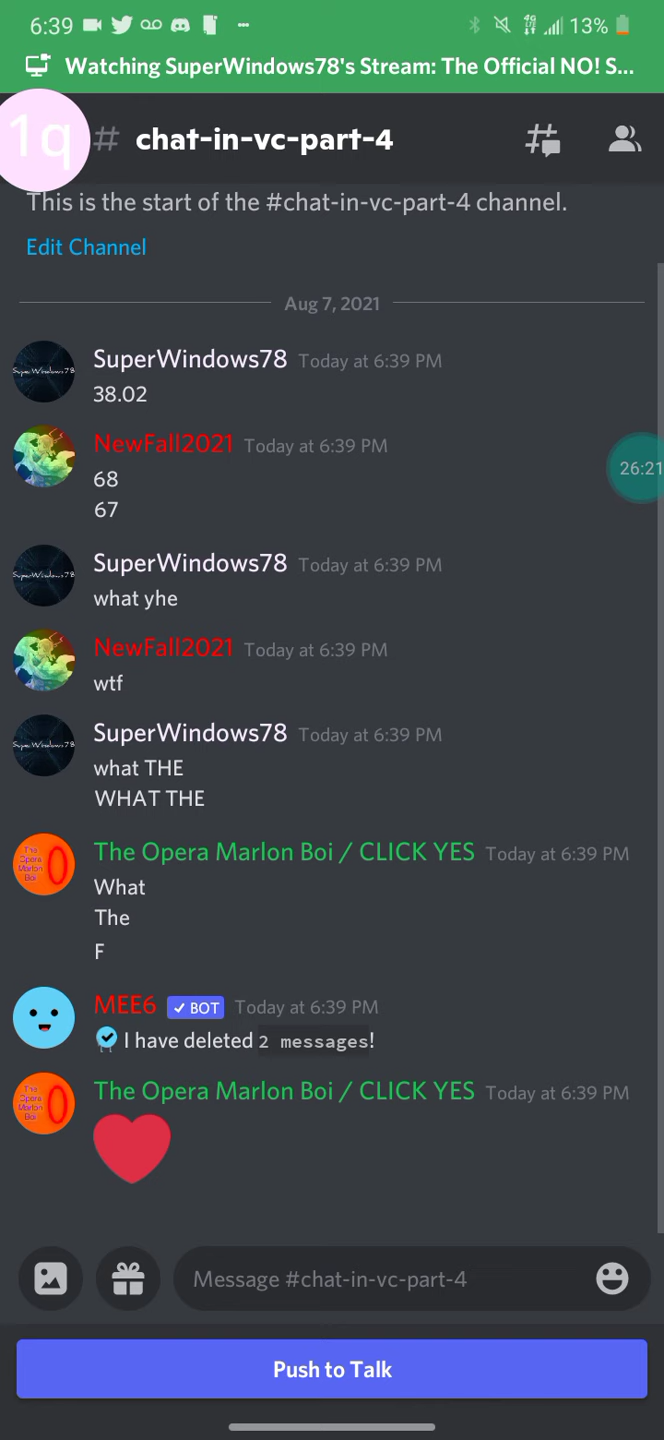 6:39
4G
13%
Watching SuperWindows78's Stream: The Official NO! S...
1q
# chat-in-vc-part-4
This is the start of the #chat-in-vc-part-4 channel.
Edit Channel
Aug 7, 2021
SuperWindows78 Today at 6:39 PM
38.02
NewFall2021 Today at 6:39 PM
68
26:21
67
SuperWindows78 Today at 6:39 PM
what yhe
NewFall2021 Today at 6:39 PM
wtf
SuperWindows78 Today at 6:39 PM
what THE
WHAT THE
The Opera Marlon Boi / CLICK YES Today at 6:39 PM
What
The
F
MEE6 ✓ BOT Today at 6:39 PM
I have deleted 2 messages!
The Opera Marlon Boi / CLICK YES Today at 6:39 PM
Message #chat-in-vc-part-4
Push to Talk